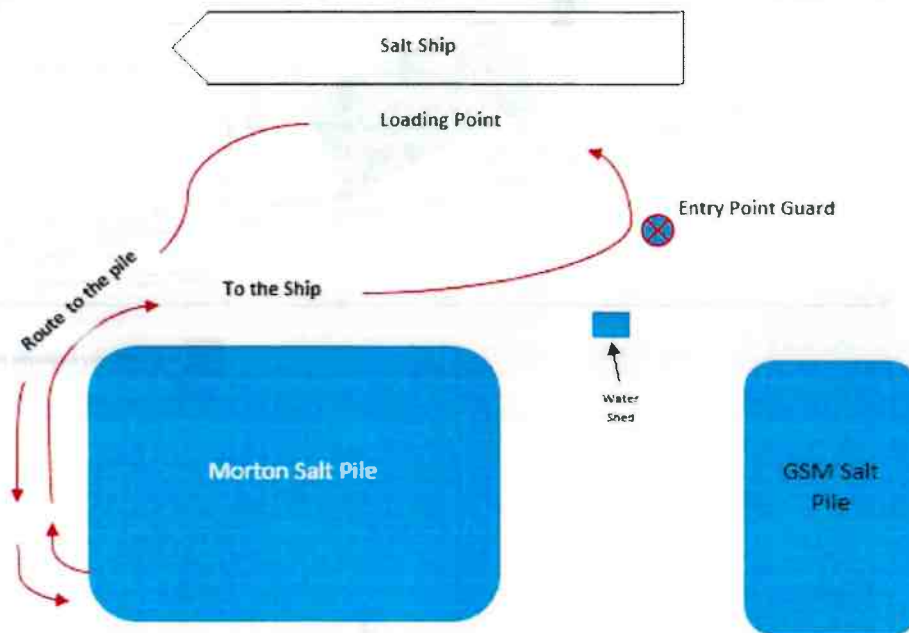 Salt Ship
Loading Point
Entry Point Guard
Route to the pile
To the Ship
Water
Shed
Morton Salt Pile
GSM Salt
Pile